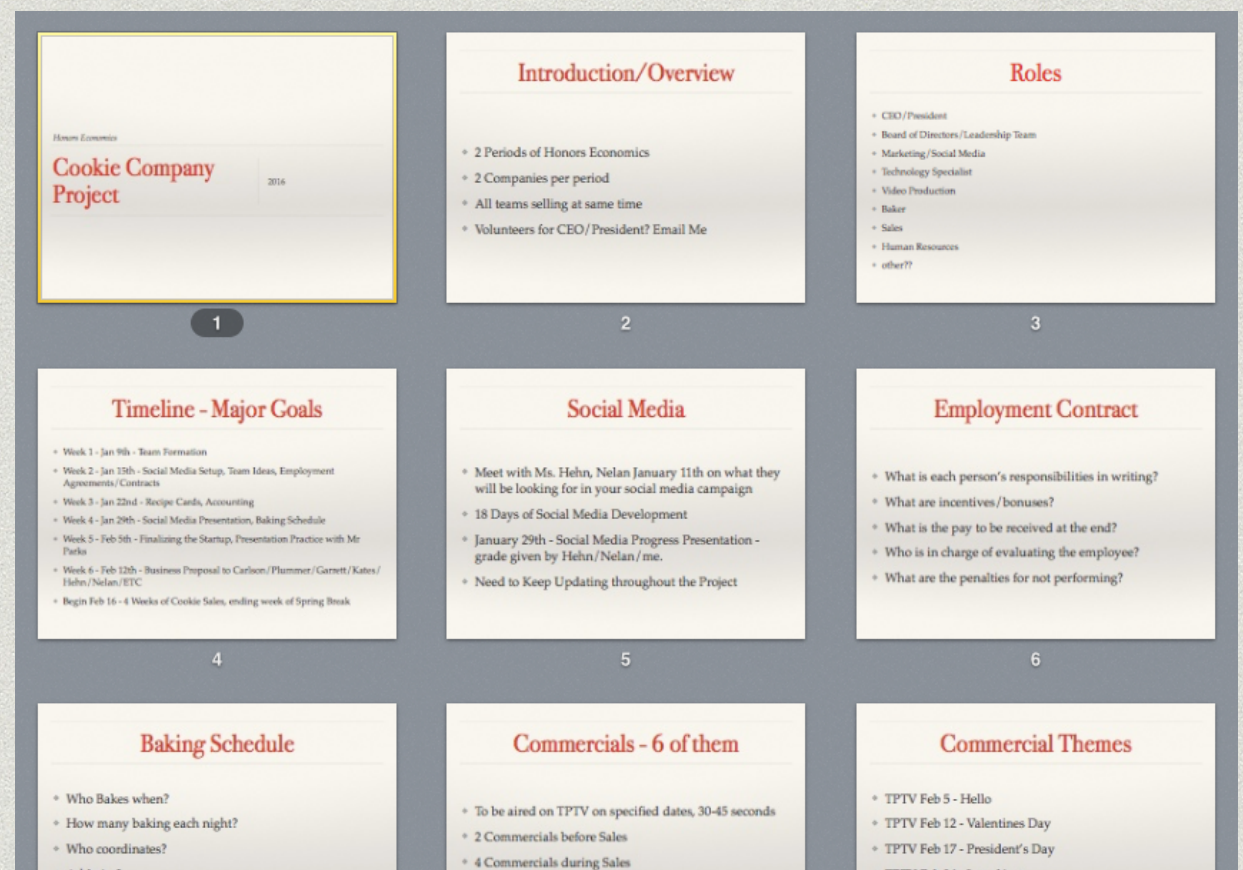 Honors Economics
Cookie Company
Project
2016
1
Introduction/Overview
2 Periods of Honors Economics
2 Companies per period
All teams selling at same time
Volunteers for CEO/President? Email Me
2
Roles
CEO/President
Board of Directors/Leadership Team
Marketing/Social Media
Technology Specialist
Video Production
Baker
Sales
Human Resources
other??
3
Timeline - Major Goals
Week 1 - Jan 9th - Team Formation
Week 2 - Jan 15th - Social Media Setup, Team Ideas, Employment
Agreements/Contracts
Week 3 - Jan 22nd - Recipe Cards, Accounting
Week 4 - Jan 29th - Social Media Presentation, Baking Schedule
Week 5 - Feb 5th - Finalizing the Startup, Presentation Practice with Mr
Parks
Week 6 - Feb 12th - Business Proposal to Carlson/Plummer/Garrett/Kates/
Hehn/Nelan/ETC
Begin Feb 16 - 4 Weeks of Cookie Sales, ending week of Spring Break
4
Social Media
Meet with Ms. Hehn, Nelan January 11th on what they
will be looking for in your social media campaign
18 Days of Social Media Development
January 29th - Social Media Progress Presentation -
grade given by Hehn/Nelan/me.
Need to Keep Updating throughout the Project
5
Employment Contract
What is each person's responsibilities in writing?
What are incentives/bonuses?
What is the pay to be received at the end?
Who is in charge of evaluating the employee?
What are the penalties for not performing?
6
Baking Schedule
Who Bakes when?
How many baking each night?
Who coordinates?
Commercials - 6 of them
To be aired on TPTV on specified dates, 30-45 seconds
2 Commercials before Sales
4 Commercials during Sales
Commercial Themes
TPTV Feb 5 - Hello
TPTV Feb 12 - Valentines Day
TPTV Feb 17 - President's Day